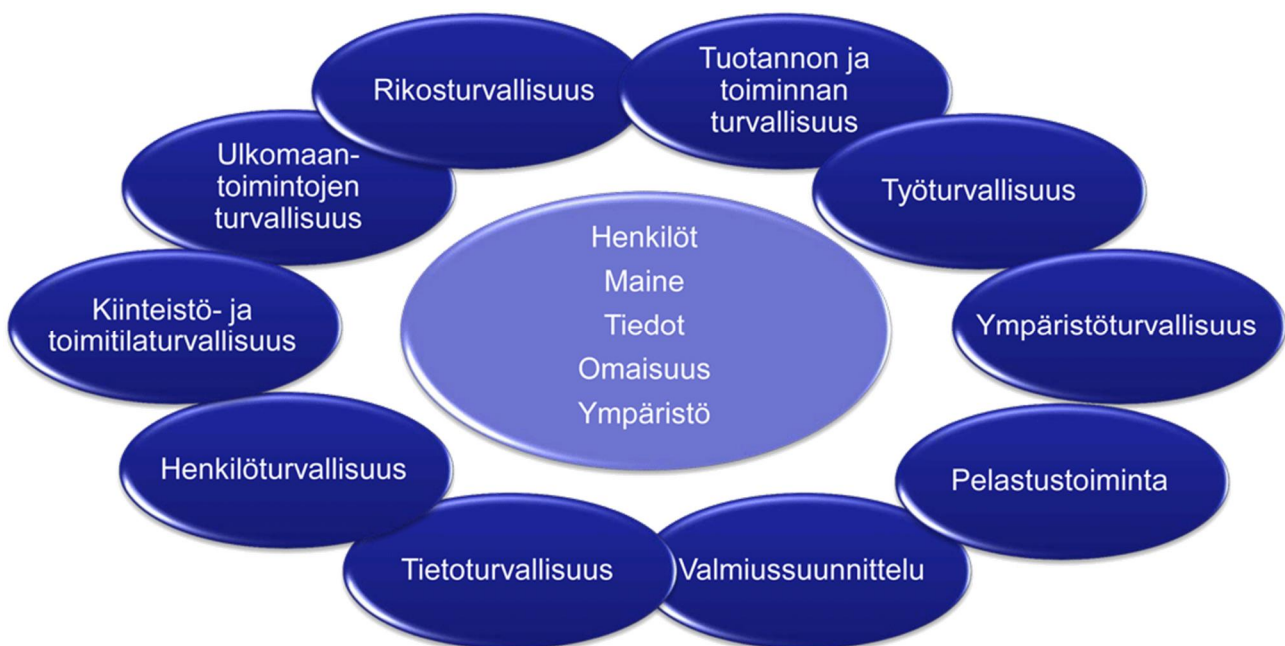 Rikosturvallisuus
Tuotannon ja
toiminnan
turvallisuus
Työturvallisuus
Ympäristöturvallisuus
Pelastustoiminta
Valmiussuunnittelu
Tietoturvallisuus
Henkilöturvallisuus
Kiinteistö- ja
toimitilaturvallisuus
Ulkomaan-
toimintojen
turvallisuus
Henkilöt
Maine
Tiedot
Omaisuus
Ympäristö